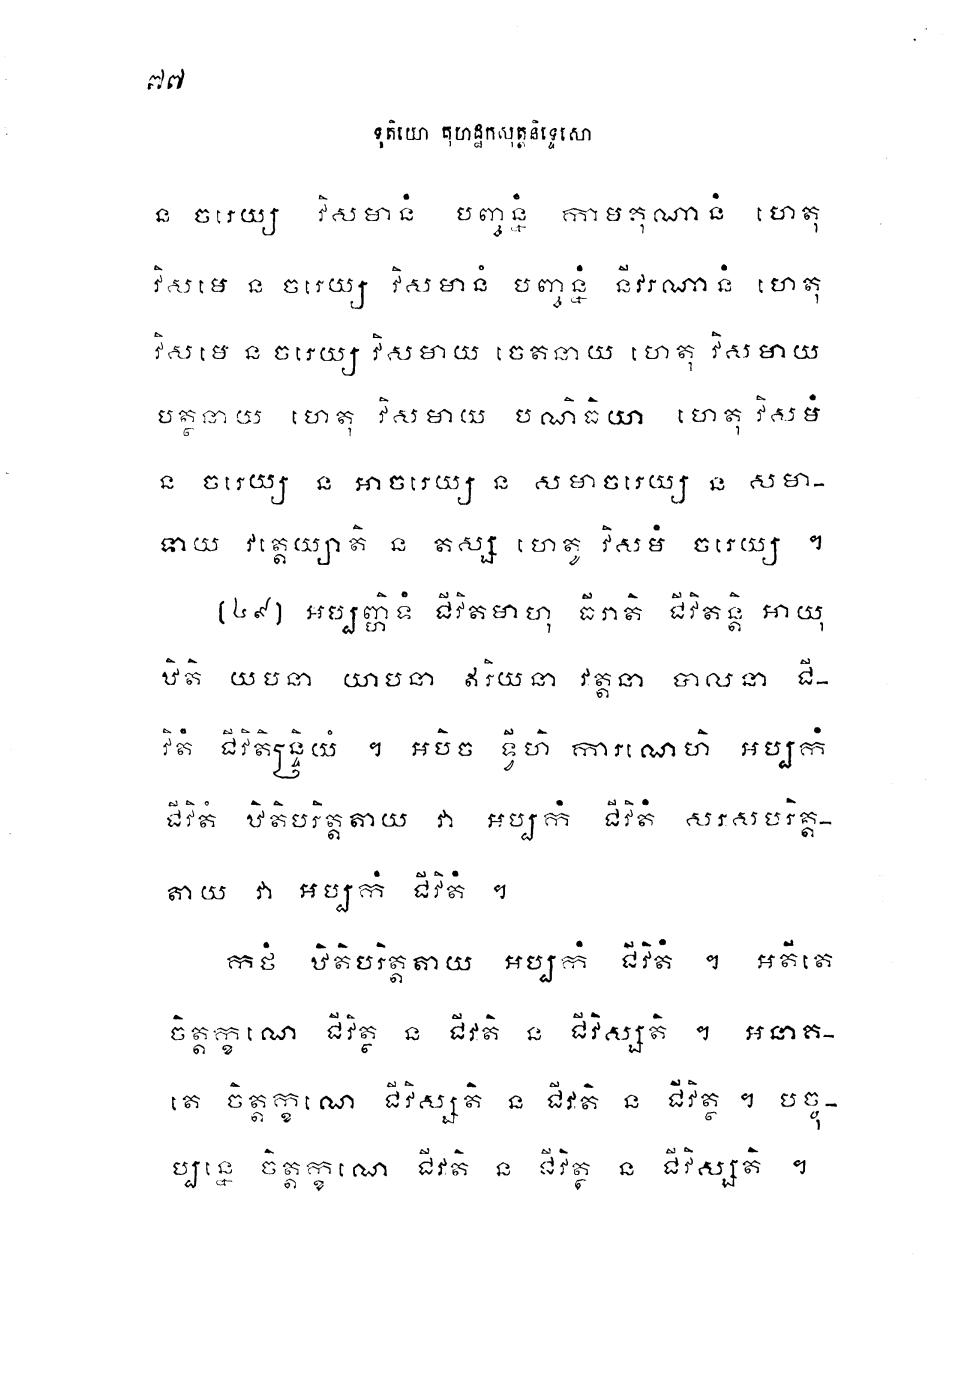 ៧៧
ទុតិយោ គុហដ្ឋកសុត្តនិទ្ទេសោ
ន ចរេយ្យ វិសមានំ បញ្ចន្នំ កាមគុណានំ ហេតុ
វិសមេ ន ចរេយ្យ វិសមានំ បញ្ចន្នំ នីវរណានំ ហេតុ
វិសមេ ន ចរេយ្យ វិសមាយ ចេតនាយ ហេតុ វិសមាយ
បត្ថនាយ ហេតុ វិសមាយ បណិធិយា ហេតុ វិសមំ
ន ចរេយ្យ ន អាចរេយ្យ ន សមាចរេយ្យ ន សមា-
ទាយ វត្តេយ្យាតិ ន តស្ស ហេតូ វិសមំ ចរេយ្យ ។
(៤៩) អប្បញ្ហិទំ ជីវិតមាហុ ធីរាតិ ជីវិតន្តិ អាយុ
ឋិតិ យបនា យាបនា ឥរិយនា វត្តនា បាលនា ជី-
វិតំ ជីវិតិន្ទ្រិយំ ។ អបិច ទ្វីហិ ការណេហិ អប្បកំ
ជីវិតំ ឋិតិបរិត្តតាយ វា អប្បកំ ជីវិតំ សរសបរិត្ត-
តាយ វា អប្បកំ ជីវិតំ ។
កថំ ឋិតិបរិត្តតាយ អប្បកំ ជីវិតំ ។ អតីតេ
ចិត្តក្ខណេ ជីវិត្ថ ន ជីវតិ ន ជីវិស្សតិ ។ អនាគ-
តេ ចិត្តក្ខណេ ជីវិស្សតិ ន ជីវតិ ន ជីវិត្ថ ។ បច្ចុ-
ប្បន្នេ ចិត្តក្ខណេ ជីវតិ ន ជីវិត្ថ ន ជីវិស្សតិ ។